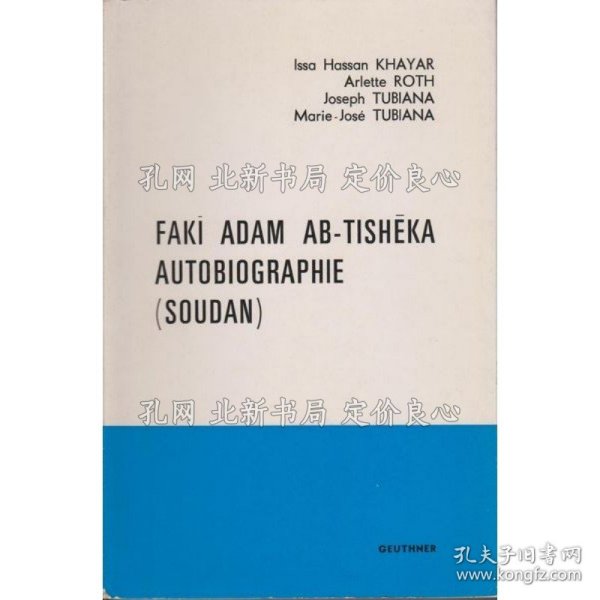 Issa Hassan KHAYAR
Arlette ROTH
Joseph TUBIANA
Marie-José TUBIANA
孔网 北新书局 定价良心
FAKĪ ADAM AB-TISHĒKA
AUTOBIOGRAPHIE
(SOUDAN)
孔网 北新书局 定价良心
GEUTHNER
孔夫子旧书网
www.kongfz.com